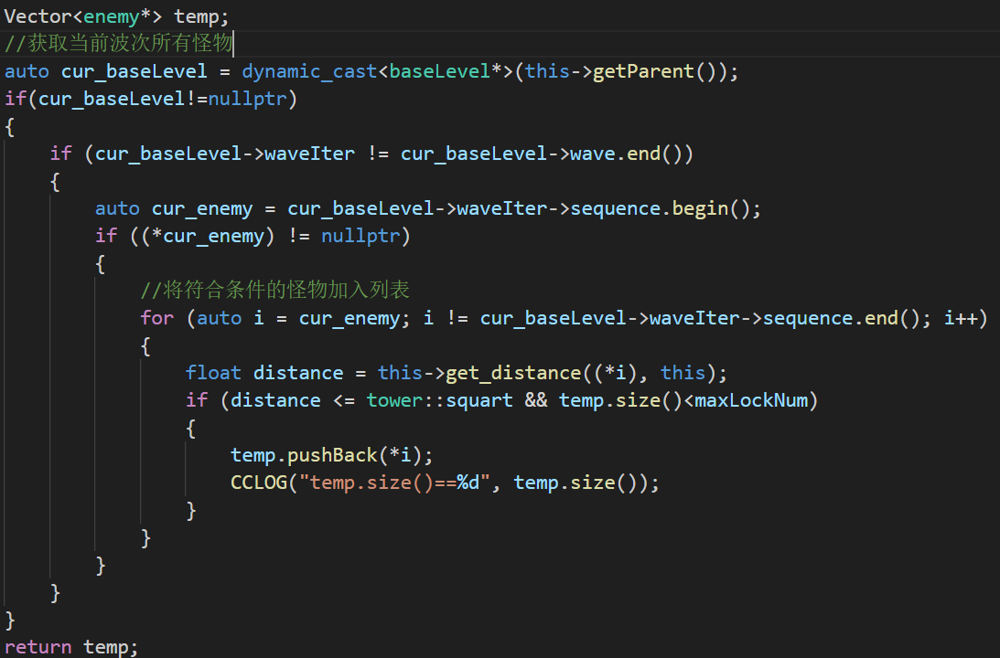 Vector<enemy*> temp;
//获取当前波次所有怪物
auto cur_baseLevel = dynamic_cast<baseLevel*>(this->getParent());
if(cur_baseLevel!=nullptr)
{
    if (cur_baseLevel->waveIter != cur_baseLevel->wave.end())
    {
        auto cur_enemy = cur_baseLevel->waveIter->sequence.begin();
        if ((*cur_enemy) != nullptr)
        {
            //将符合条件的怪物加入列表
            for (auto i = cur_enemy; i != cur_baseLevel->waveIter->sequence.end(); i++)
            {
                float distance = this->get_distance((*i), this);
                if (distance <= tower::squart && temp.size()<maxLockNum)
                {
                    temp.pushBack(*i);
                    CCLOG("temp.size()==%d", temp.size());
                }
            }
        }
    }
}
return temp;